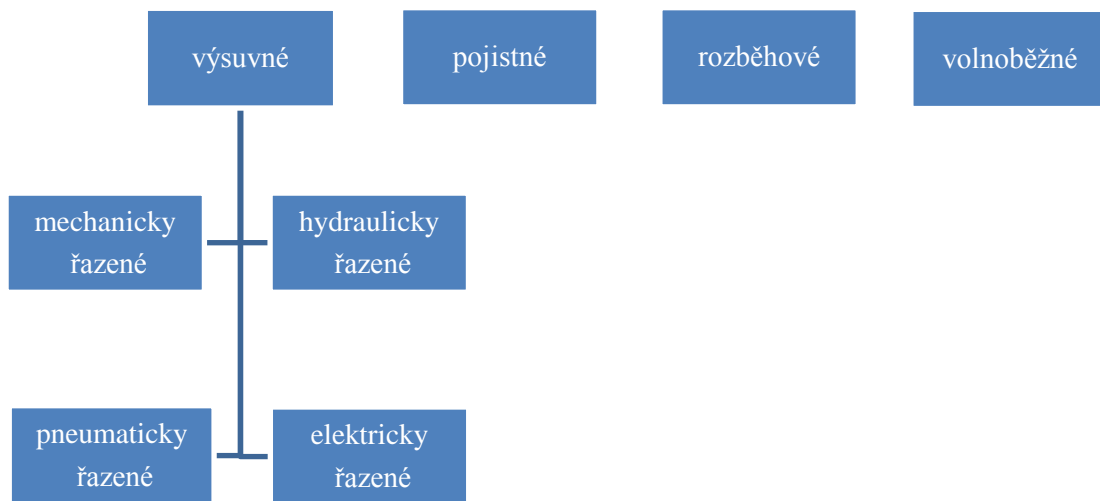 výsuvné
pojistné
rozběhové
volnoběžné
mechanicky
řazené
hydraulicky
řazené
pneumaticky
řazené
elektricky
řazené